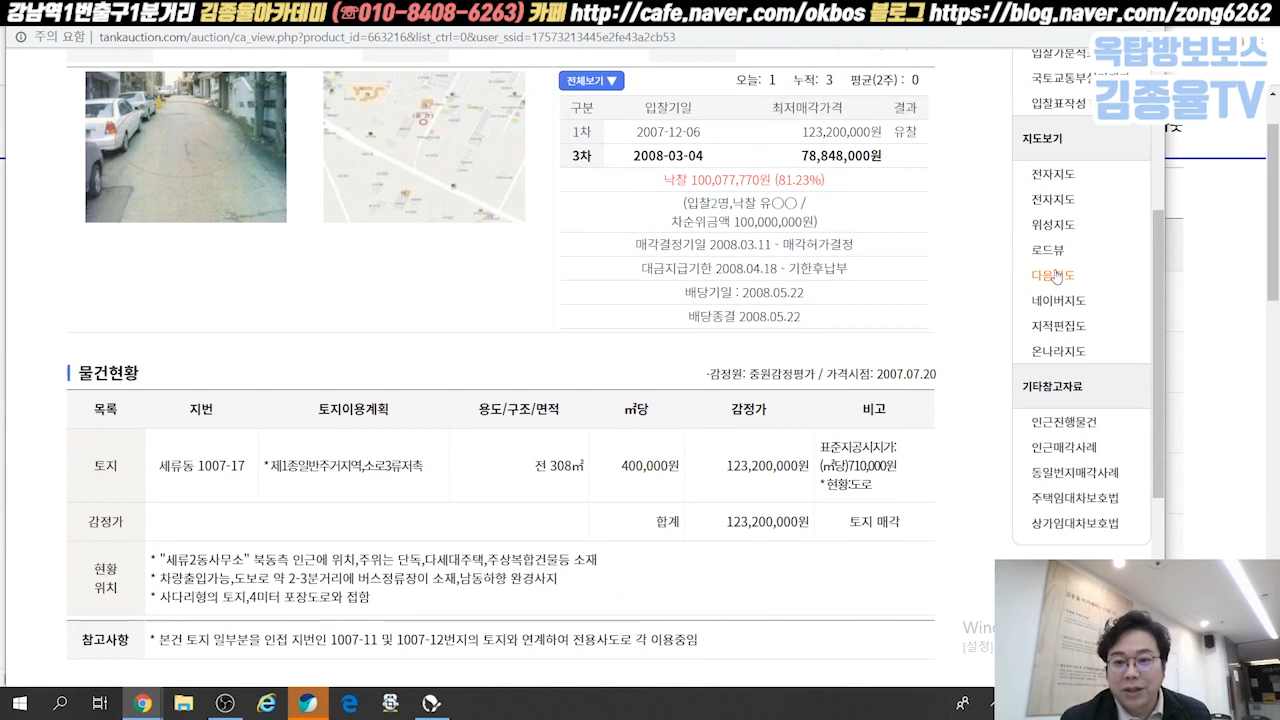 강남역1번출구1분거리 김종율아카데미 (☎010-8408-6263) 카페 http://cafe.naver.com/okbos 블로그 https://blog.naver.com/zong6262
주의 요함 | tankauction.com/auction/ca_view.php?product_id=663216&list_ctrl=0&user_ssid=17573213445e2fe43a2cb53
옥탑방보보스
김종율TV
전체보기 ▼ 오늘: 1 누적: 3 평균(2주) : 0
구분 입찰기일 최저매각가격 결과
1차 2007-12-06 123,200,000원 유찰
3차 2008-03-04 78,848,000원
낙찰 100,077,770원 (81.23%)
(입찰2명,낙찰 유○○ /
차순위금액 100,000,000원)
매각결정기일 2008.03.11 - 매각허가결정
대금지급기한 2008.04.18 - 기한후납부
배당기일 : 2008.05.22
배당종결 2008.05.22
물건현황
·감정원: 중원감정평가 / 가격시점: 2007.07.20
목록 지번 토지이용계획 용도/구조/면적 ㎡당 감정가 비고
토지 세류동 1007-17 * 제1종일반주거지역,소로3류저촉 전 308㎡ 400,000원 123,200,000원 표준지공시지가:
(㎡당)710,000원
* 현황:도로
감정가 합계 123,200,000원 토지 매각
현황
위치
* "세류2동사무소" 북동측 인근에 위치,주위는 단독,다세대주택,주상복합건물등 소재
* 차량출입가능,도보로 약 2-3분거리에 버스정류장이 소재,남동하향 완경사지
* 사다리형의 토지,4미터 포장도로와 접함
참고사항 * 본건 토지 일부분을 인접 지번인 1007-11 및 1007-12번지의 토지와 연계하여 전용사도로 각 이용중임
입찰가분석
국토교통부
입찰표작성
지도보기
전자지도
전자지도
위성지도
로드뷰
다음지도
네이버지도
지적편집도
온나라지도
기타참고자료
인근진행물건
인근매각사례
동일번지매각사례
주택임대차보호법
상가임대차보호법
[설정]